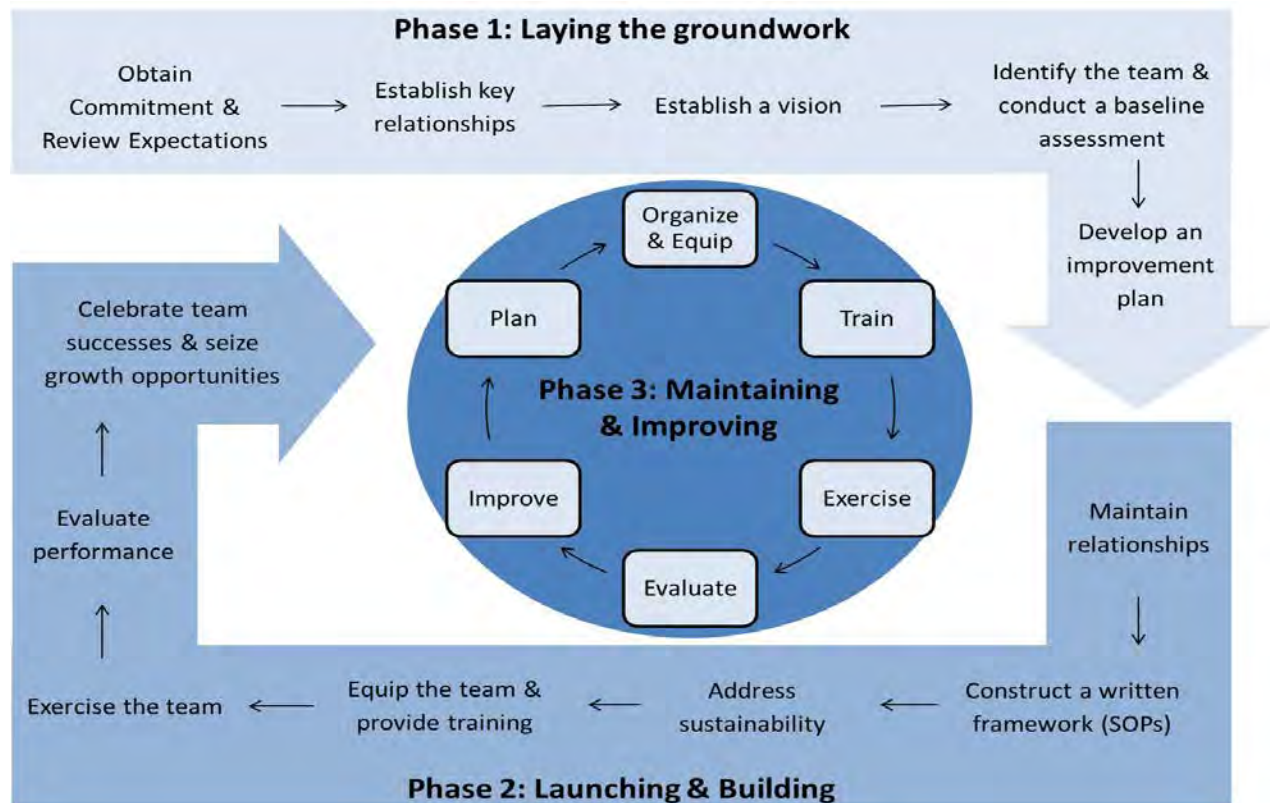 Phase 1: Laying the groundwork
Obtain
Commitment &
Review Expectations
Establish key
relationships
Establish a vision
Identify the team &
conduct a baseline
assessment
Develop an
improvement
plan
Maintain
relationships
Construct a written
framework (SOPs)
Address
sustainability
Equip the team &
provide training
Exercise the team
Evaluate
performance
Celebrate team
successes & seize
growth opportunities
Phase 2: Launching & Building
Phase 3: Maintaining
& Improving
Organize
& Equip
Train
Exercise
Evaluate
Improve
Plan